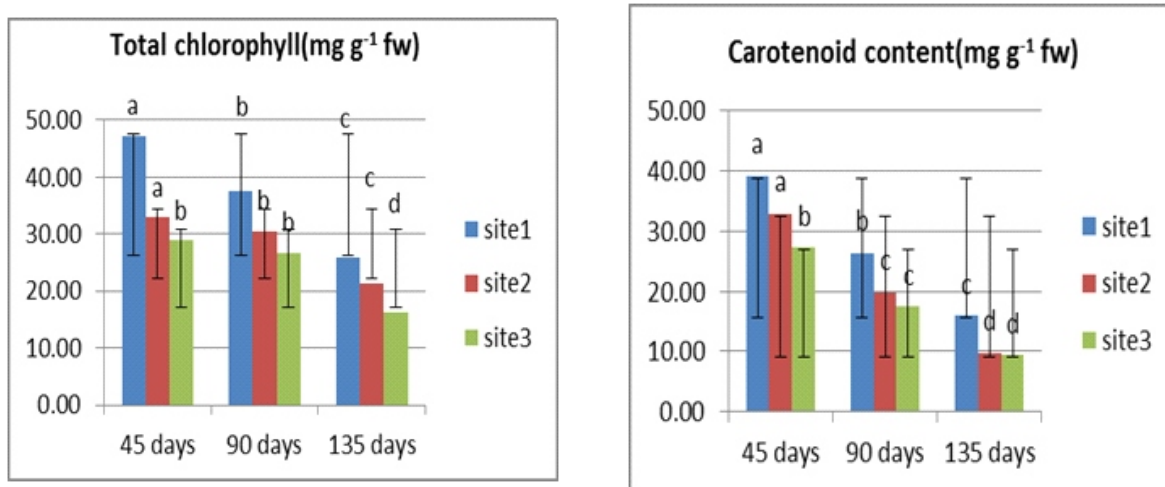 Total chlorophyll(mg g⁻¹ fw)
50.00
40.00
30.00
20.00
10.00
0.00
a
a
b
b
b
b
c
c
d
45 days 90 days 135 days
site1
site2
site3
Carotenoid content(mg g⁻¹ fw)
50.00
40.00
30.00
20.00
10.00
0.00
a
a
b
b
c
c
c
d
d
45 days 90 days 135 days
site1
site2
site3